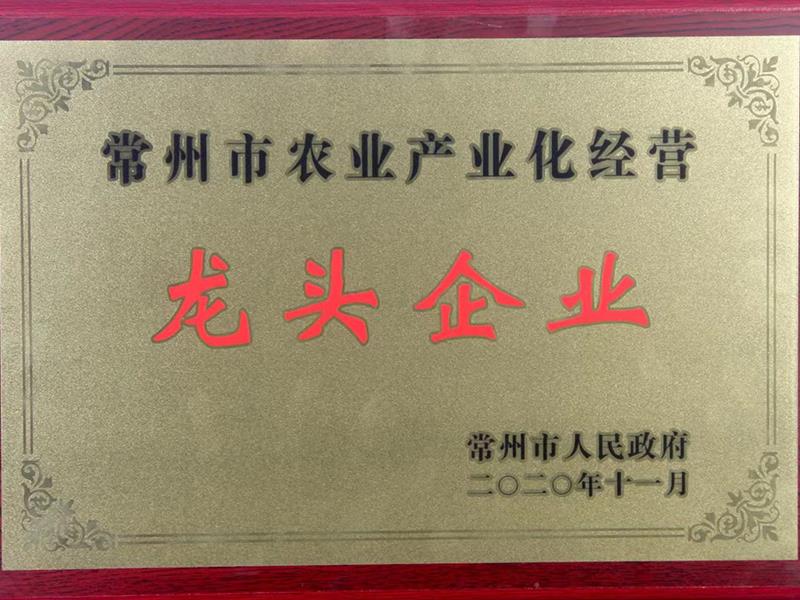 常州市农业产业化经营
龙头企业
常州市人民政府
二〇二〇年十一月